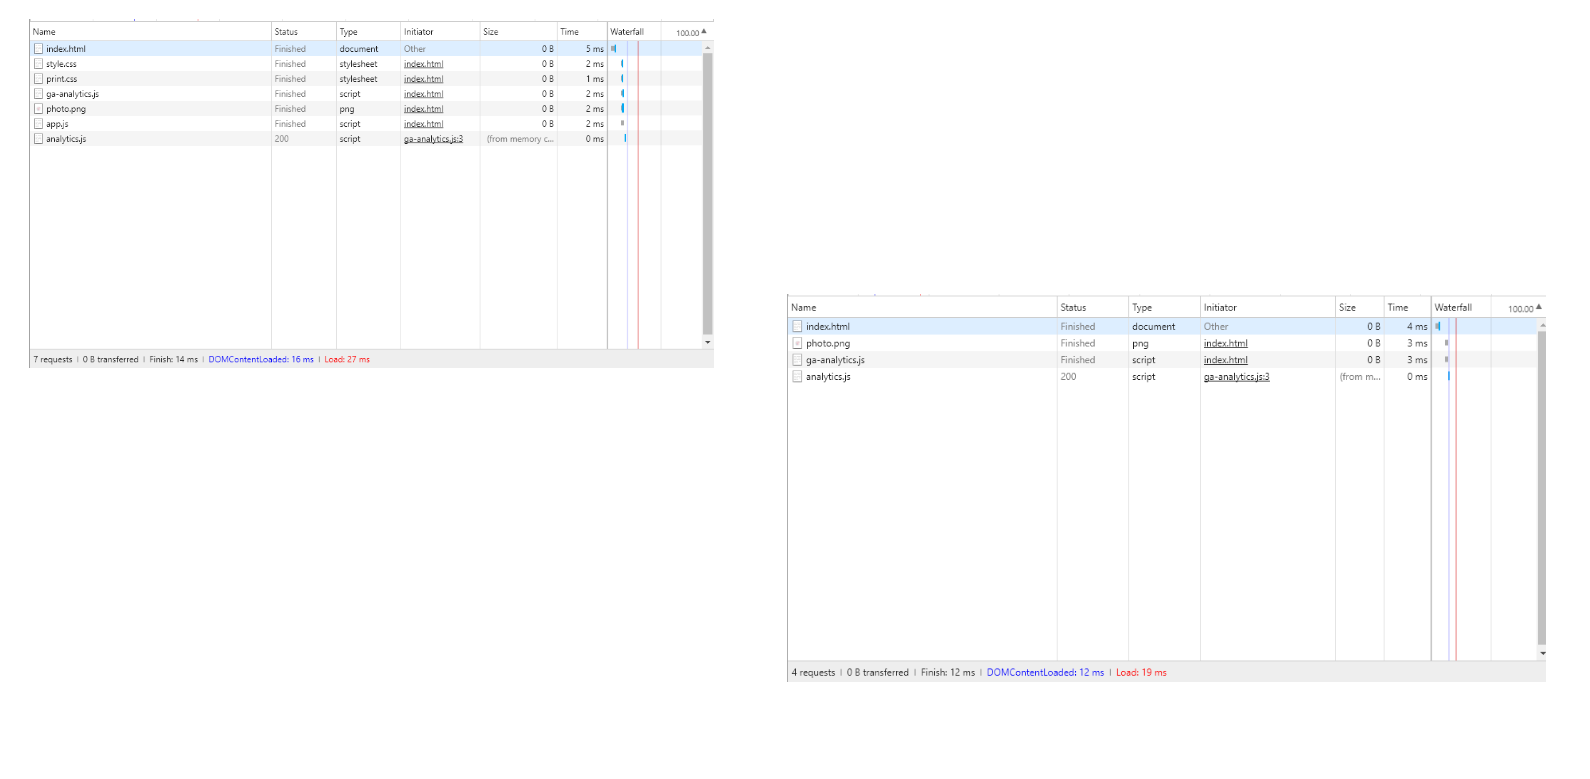 Name Status Type Initiator Size Time Waterfall 100.00
index.html Finished document Other 0 B 5 ms
style.css Finished stylesheet index.html 0 B 2 ms
print.css Finished stylesheet index.html 0 B 1 ms
ga-analytics.js Finished script index.html 0 B 2 ms
photo.png Finished png index.html 0 B 2 ms
app.js Finished script index.html 0 B 2 ms
analytics.js 200 script ga-analytics.js:3 (from memory c... 0 ms
7 requests | 0 B transferred | Finish: 14 ms | DOMContentLoaded: 16 ms | Load: 27 ms
Name Status Type Initiator Size Time Waterfall 100.00
index.html Finished document Other 0 B 4 ms
photo.png Finished png index.html 0 B 3 ms
ga-analytics.js Finished script index.html 0 B 3 ms
analytics.js 200 script ga-analytics.js:3 (from m... 0 ms
4 requests | 0 B transferred | Finish: 12 ms | DOMContentLoaded: 12 ms | Load: 19 ms